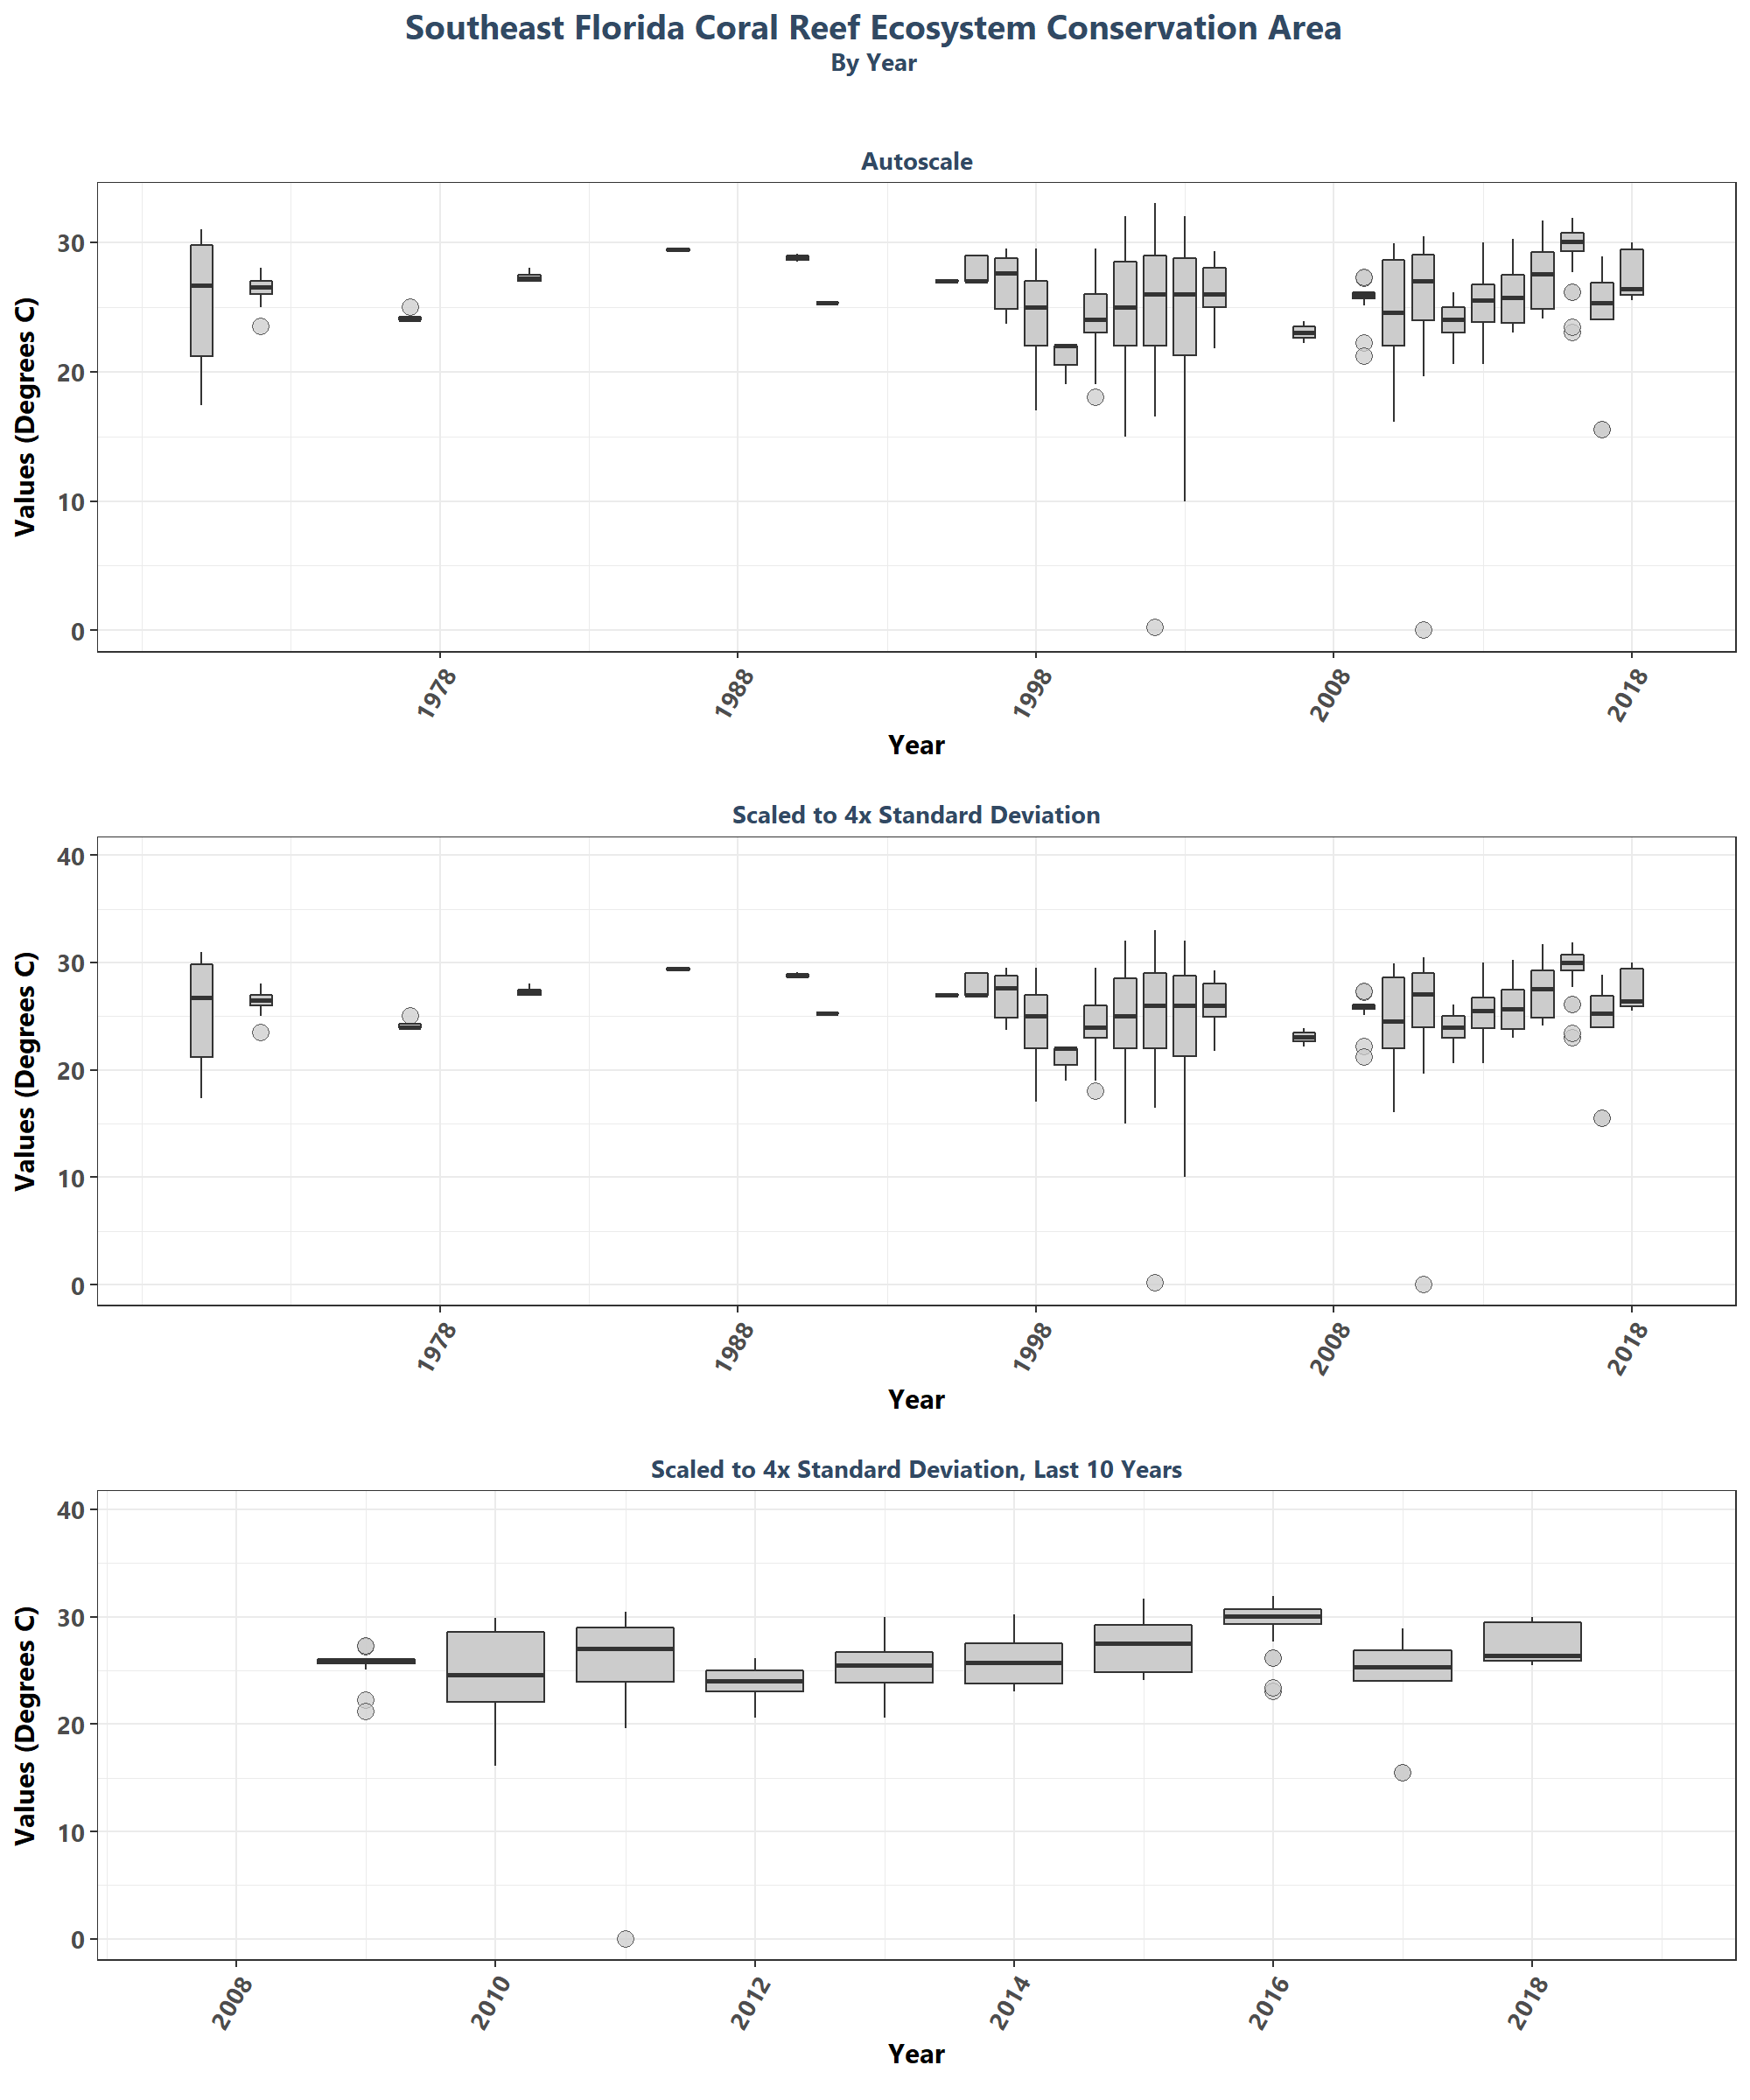 Southeast Florida Coral Reef Ecosystem Conservation Area
By Year
Autoscale
Values (Degrees C)
30
20
10
0
1978
1988
1998
2008
2018
Year
Scaled to 4x Standard Deviation
Values (Degrees C)
40
30
20
10
0
1978
1988
1998
2008
2018
Year
Scaled to 4x Standard Deviation, Last 10 Years
Values (Degrees C)
40
30
20
10
0
2008
2010
2012
2014
2016
2018
Year